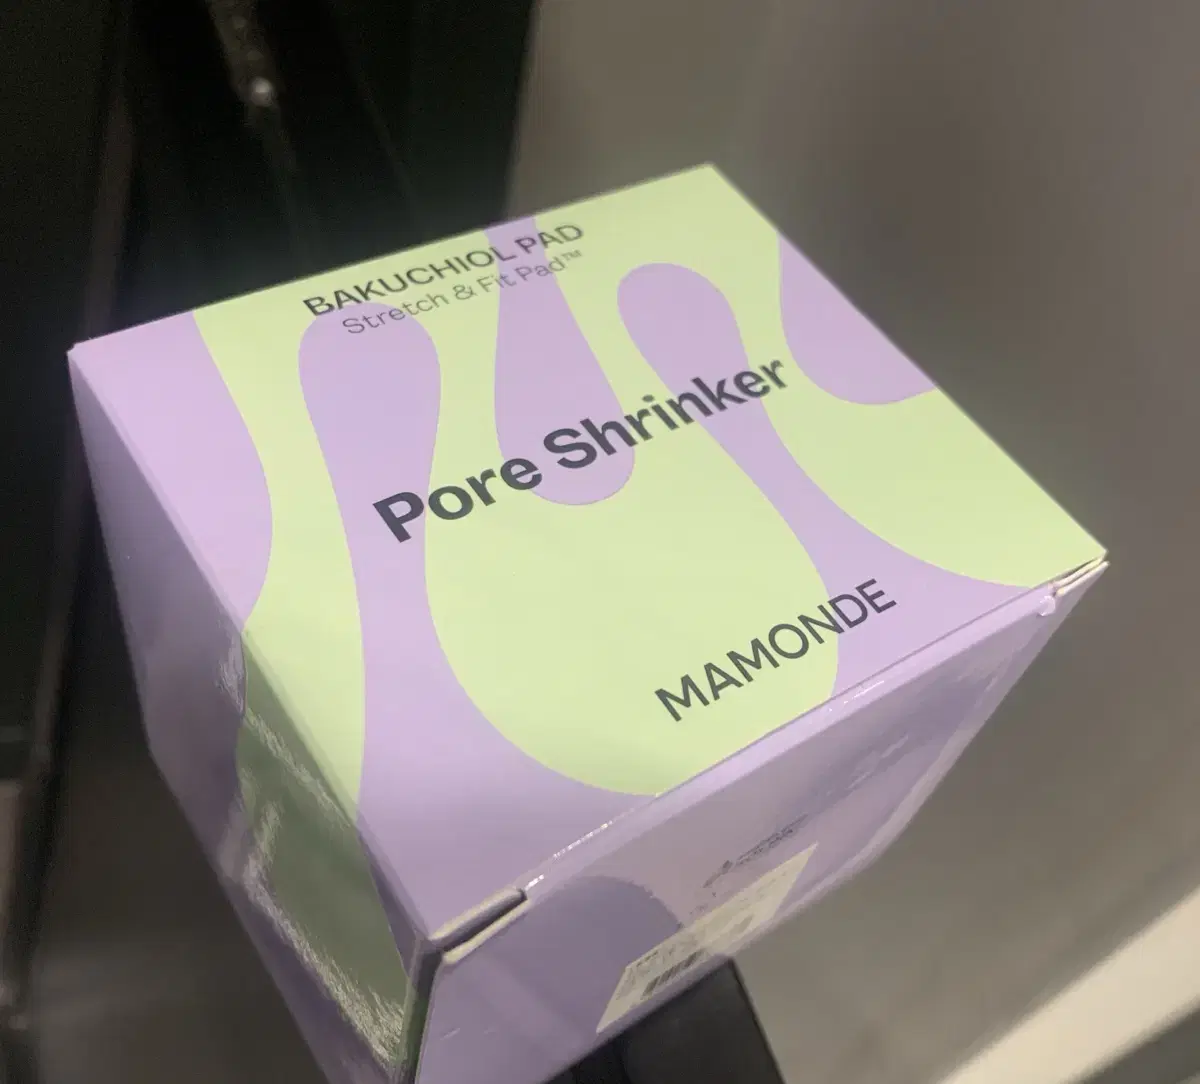 BAKUCHIOL PAD
Stretch & Fit Pad™
Pore Shrinker
MAMONDE